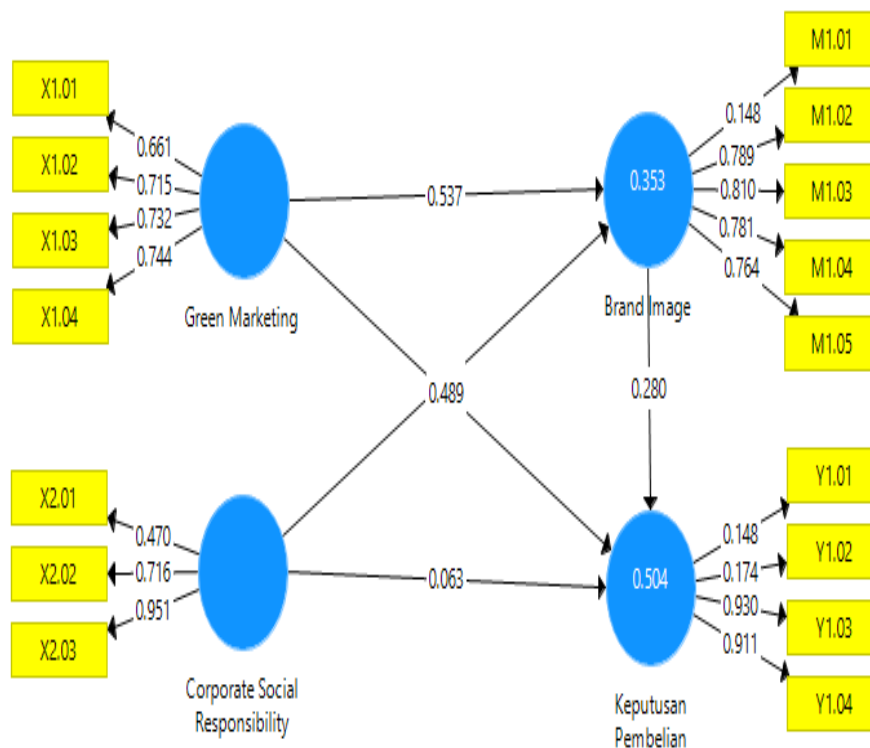 X1.01
X1.02
X1.03
X1.04
0.661
0.715
0.732
0.744
Green Marketing
0.537
0.353
Brand Image
0.148
0.789
0.810
0.781
0.764
M1.01
M1.02
M1.03
M1.04
M1.05
0.489
0.280
X2.01
X2.02
X2.03
0.470
0.716
0.951
Corporate Social
Responsibility
0.063
0.504
Keputusan
Pembelian
0.148
0.174
0.930
0.911
Y1.01
Y1.02
Y1.03
Y1.04